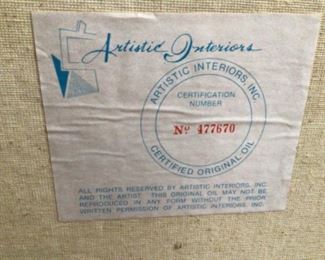 Artistic Interiors
ARTISTIC INTERIORS, INC.
CERTIFICATION
NUMBER
Nº 477670
CERTIFIED ORIGINAL OIL
ALL RIGHTS RESERVED BY ARTISTIC INTERIORS, INC.
AND THE ARTIST. THIS ORIGINAL OIL MAY NOT BE
REPRODUCED IN ANY FORM WITHOUT THE PRIOR
WRITTEN PERMISSION OF ARTISTIC INTERIORS, INC.